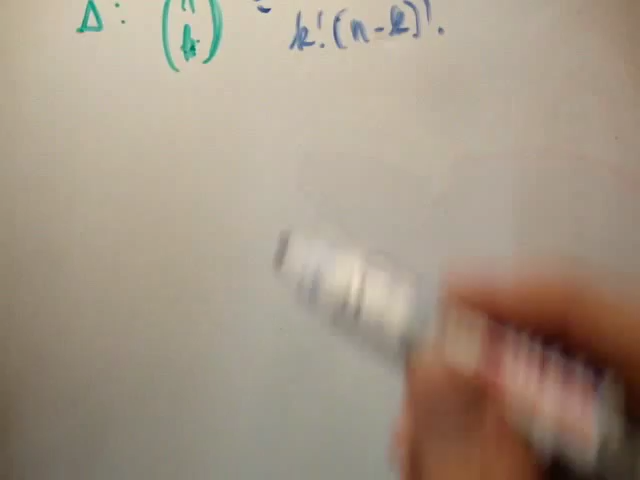 Δ: (n k) = k!(n-k)!.